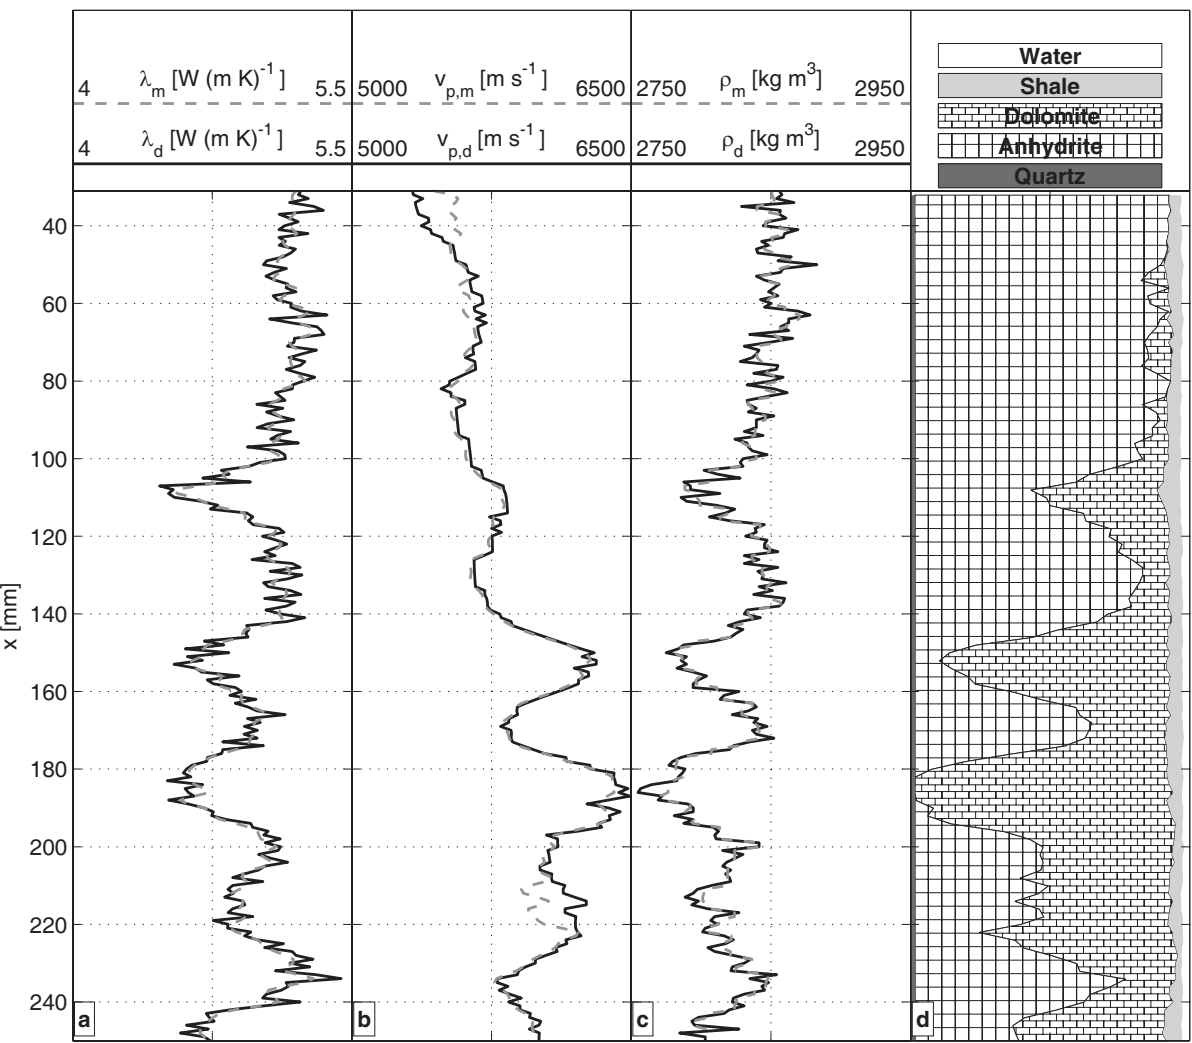 4 λm [W (m K)-1] 5.5
5000 vp,m [m s-1] 6500
2750 ρm [kg m3] 2950
4 λd [W (m K)-1] 5.5
5000 vp,d [m s-1] 6500
2750 ρd [kg m3] 2950
Water
Shale
Dolomite
Anhydrite
Quartz
40
60
80
100
120
140
160
180
200
220
240
x [mm]
a
b
c
d